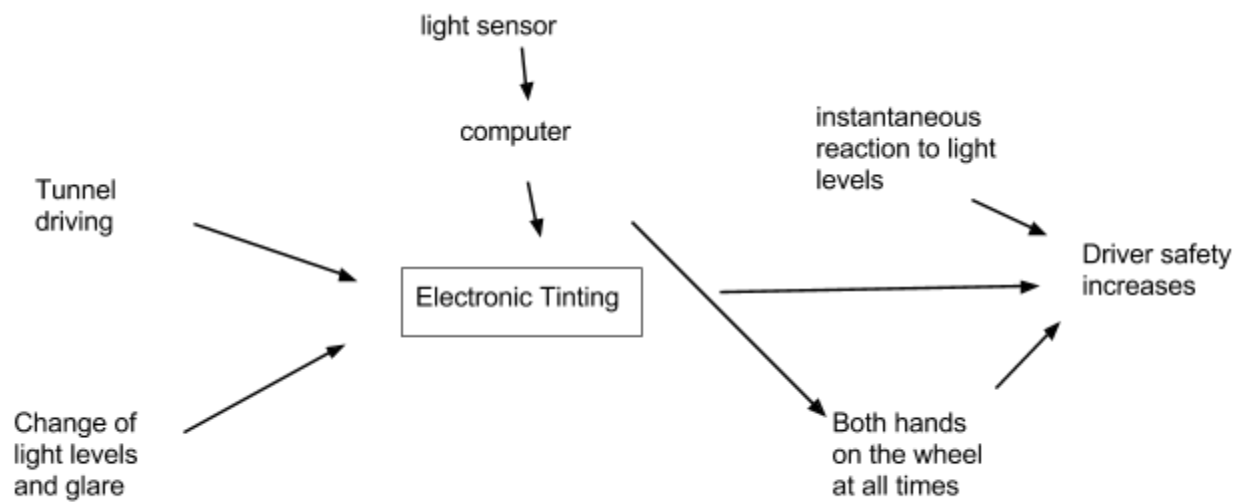 light sensor
computer
instantaneous
reaction to light
levels
Tunnel
driving
Driver safety
increases
Electronic Tinting
Change of
light levels
and glare
Both hands
on the wheel
at all times